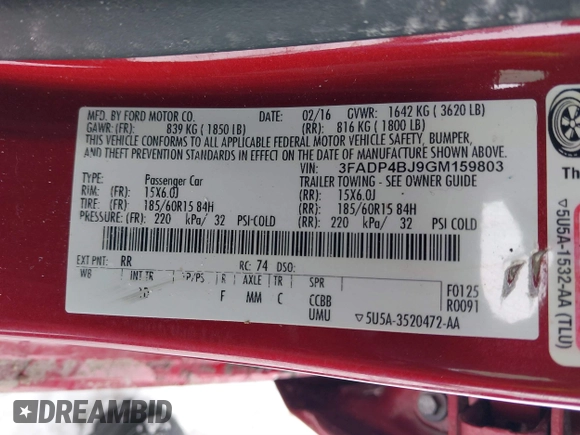 MFD. BY FORD MOTOR CO.
DATE: 02/16 GVWR: 1642 KG ( 3620 LB)
GAWR: (FR): 839 KG ( 1850 LB) (RR): 816 KG ( 1800 LB)
THIS VEHICLE CONFORMS TO ALL APPLICABLE FEDERAL MOTOR VEHICLE SAFETY, BUMPER,
AND THEFT PREVENTION STANDARDS IN EFFECT ON THE DATE OF MANUFACTURE SHOWN ABOVE.
VIN: 3FADP4BJ9GM159803
TYPE: Passenger Car TRAILER TOWING - SEE OWNER GUIDE
RIM: (FR): 15X6.0J (RR): 15X6.0J
TIRE: (FR): 185/60R15 84H (RR): 185/60R15 84H
PRESSURE: (FR): 220 kPa/ 32 PSI COLD (RR): 220 kPa/ 32 PSI COLD
EXT PNT: RR RC: 74 DSO:
WB INT TR TP/PS R AXLE TR SPR
F MM C CCBB
UMU
F0125
R0091
▽5U5A-3520472-AA
▽5U5A-1532-AA (TLU)
DREAMBID